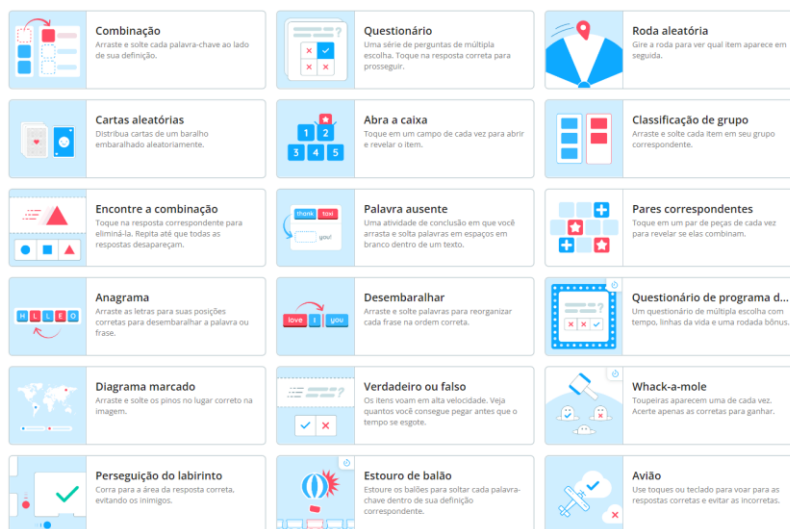 Combinação
Arraste e solte cada palavra-chave ao lado
de sua definição.
Questionário
Uma série de perguntas de múltipla
escolha. Toque na resposta correta para
prosseguir.
Roda aleatória
Gire a roda para ver qual item aparece em
seguida.
Cartas aleatórias
Distribua cartas de um baralho
embaralhado aleatoriamente.
1 2
3 4 5
Abra a caixa
Toque em um campo de cada vez para abrir
e revelar o item.
Classificação de grupo
Arraste e solte cada item em seu grupo
correspondente.
Encontre a combinação
Toque na resposta correspondente para
eliminá-la. Repita até que todas as
respostas desapareçam.
thank taxi
you!
Palavra ausente
Uma atividade de conclusão em que você
arrasta e solta palavras em espaços em
branco dentro de um texto.
Pares correspondentes
Toque em um par de peças de cada vez
para revelar se elas combinam.
H L L E O
Anagrama
Arraste as letras para suas posições
corretas para desembaralhar a palavra ou
frase.
love I you
Desembaralhar
Arraste e solte palavras para reorganizar
cada frase na ordem correta.
Questionário de programa d...
Um questionário de múltipla escolha com
tempo, linhas da vida e uma rodada bônus.
Diagrama marcado
Arraste e solte os pinos no lugar correto na
imagem.
Verdadeiro ou falso
Os itens voam em alta velocidade. Veja
quantos você consegue pegar antes que o
tempo se esgote.
Whack-a-mole
Toupeiras aparecem uma de cada vez.
Acerte apenas as corretas para ganhar.
Perseguição do labirinto
Corra para a área da resposta correta,
evitando os inimigos.
Estouro de balão
Estoure os balões para soltar cada palavra-
chave dentro de sua definição
correspondente.
Avião
Use toques ou teclado para voar para as
respostas corretas e evitar as incorretas.